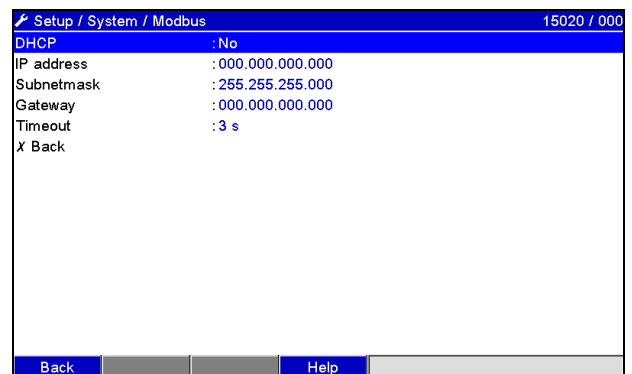 Setup / System / Modbus 15020 / 000
DHCP :No
IP address :000.000.000.000
Subnetmask :255.255.255.000
Gateway :000.000.000.000
Timeout :3 s
✗ Back
Back Help